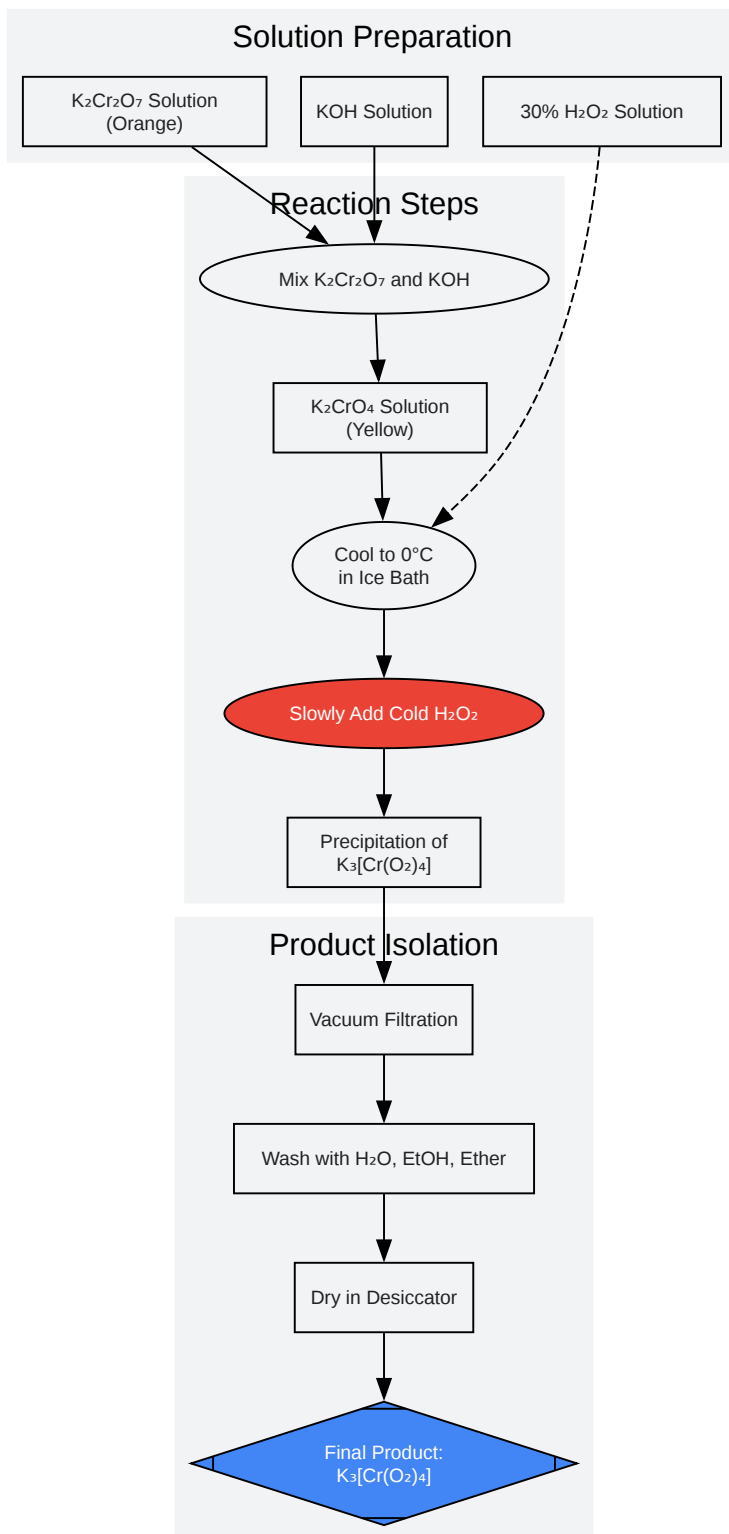 Solution Preparation
K₂Cr₂O₇ Solution
(Orange)
KOH Solution
30% H₂O₂ Solution
Reaction Steps
Mix K₂Cr₂O₇ and KOH
K₂CrO₄ Solution
(Yellow)
Cool to 0°C
in Ice Bath
Slowly Add Cold H₂O₂
Precipitation of
K₃[Cr(O₂)₄]
Product Isolation
Vacuum Filtration
Wash with H₂O, EtOH, Ether
Dry in Desiccator
Final Product:
K₃[Cr(O₂)₄]